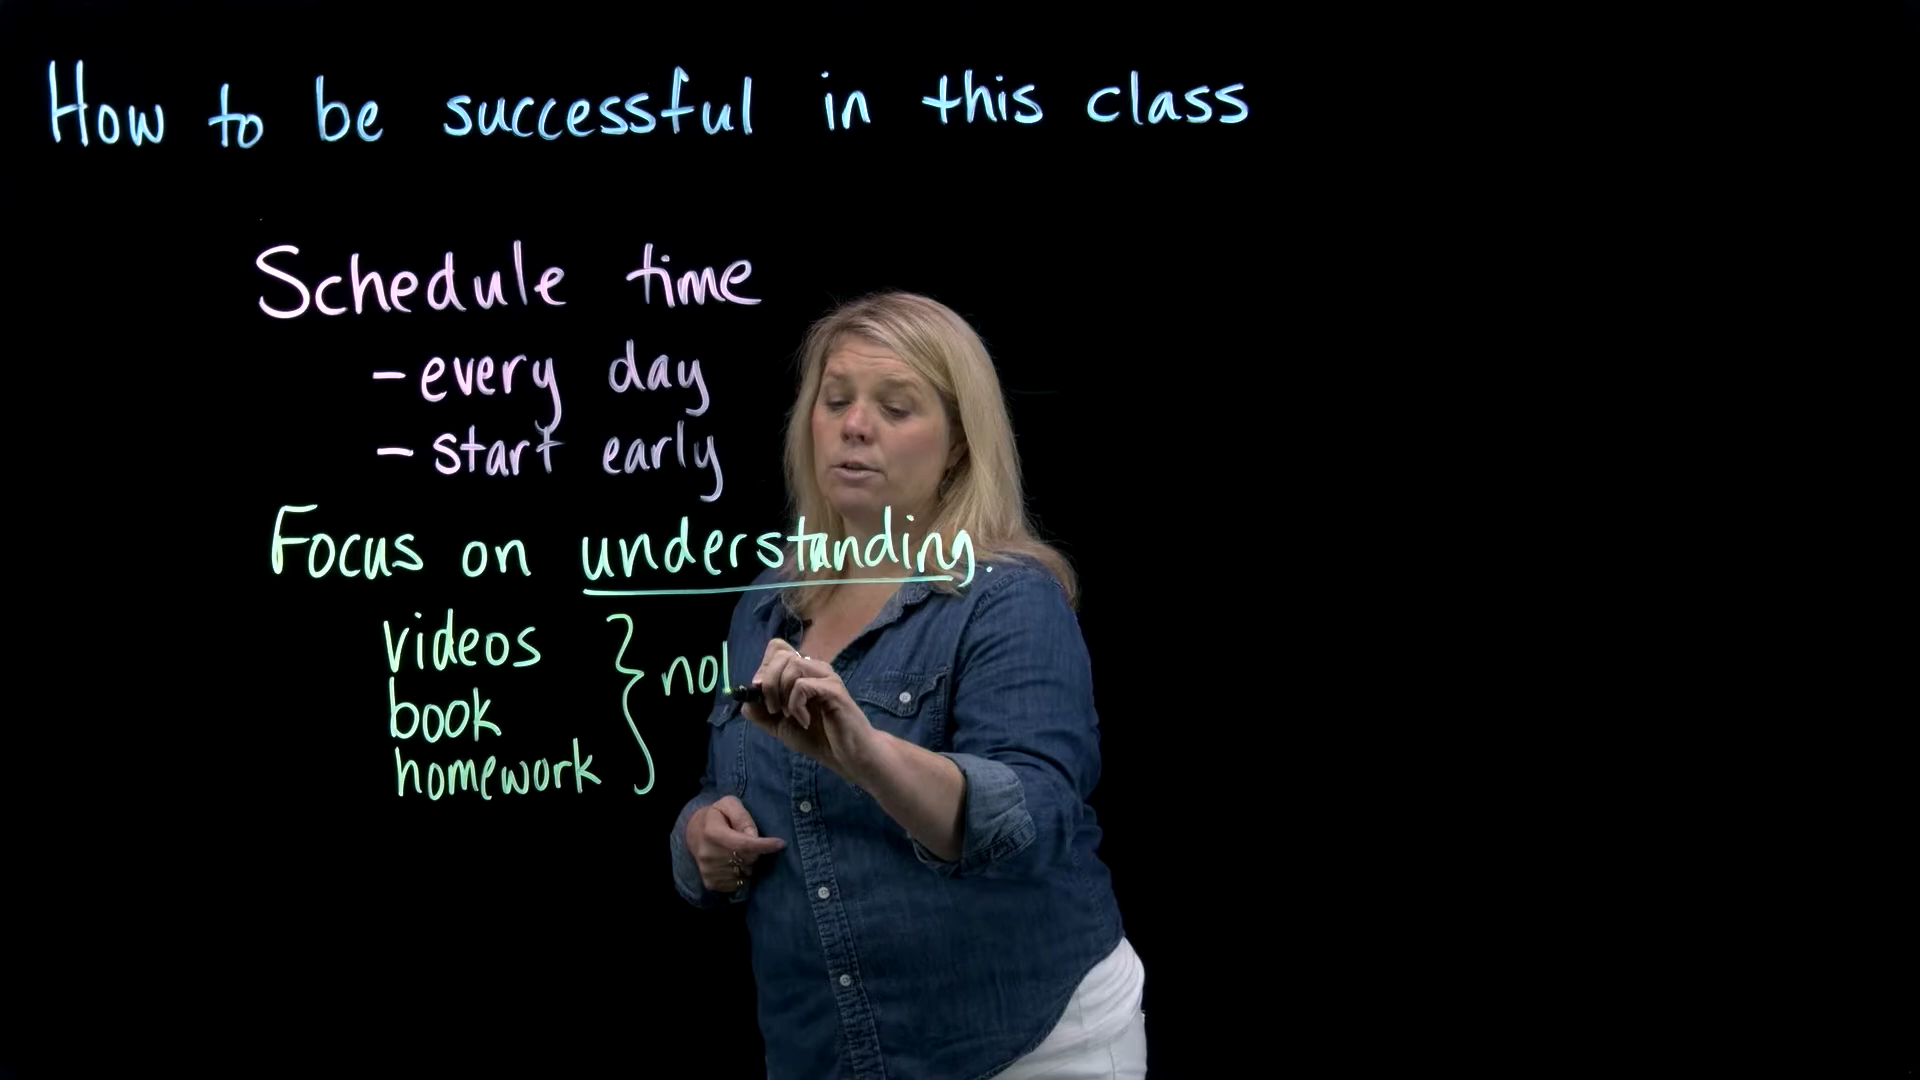 How to be successful in this class
Schedule time
- every day
- start early
Focus on understanding.
videos
book
homework